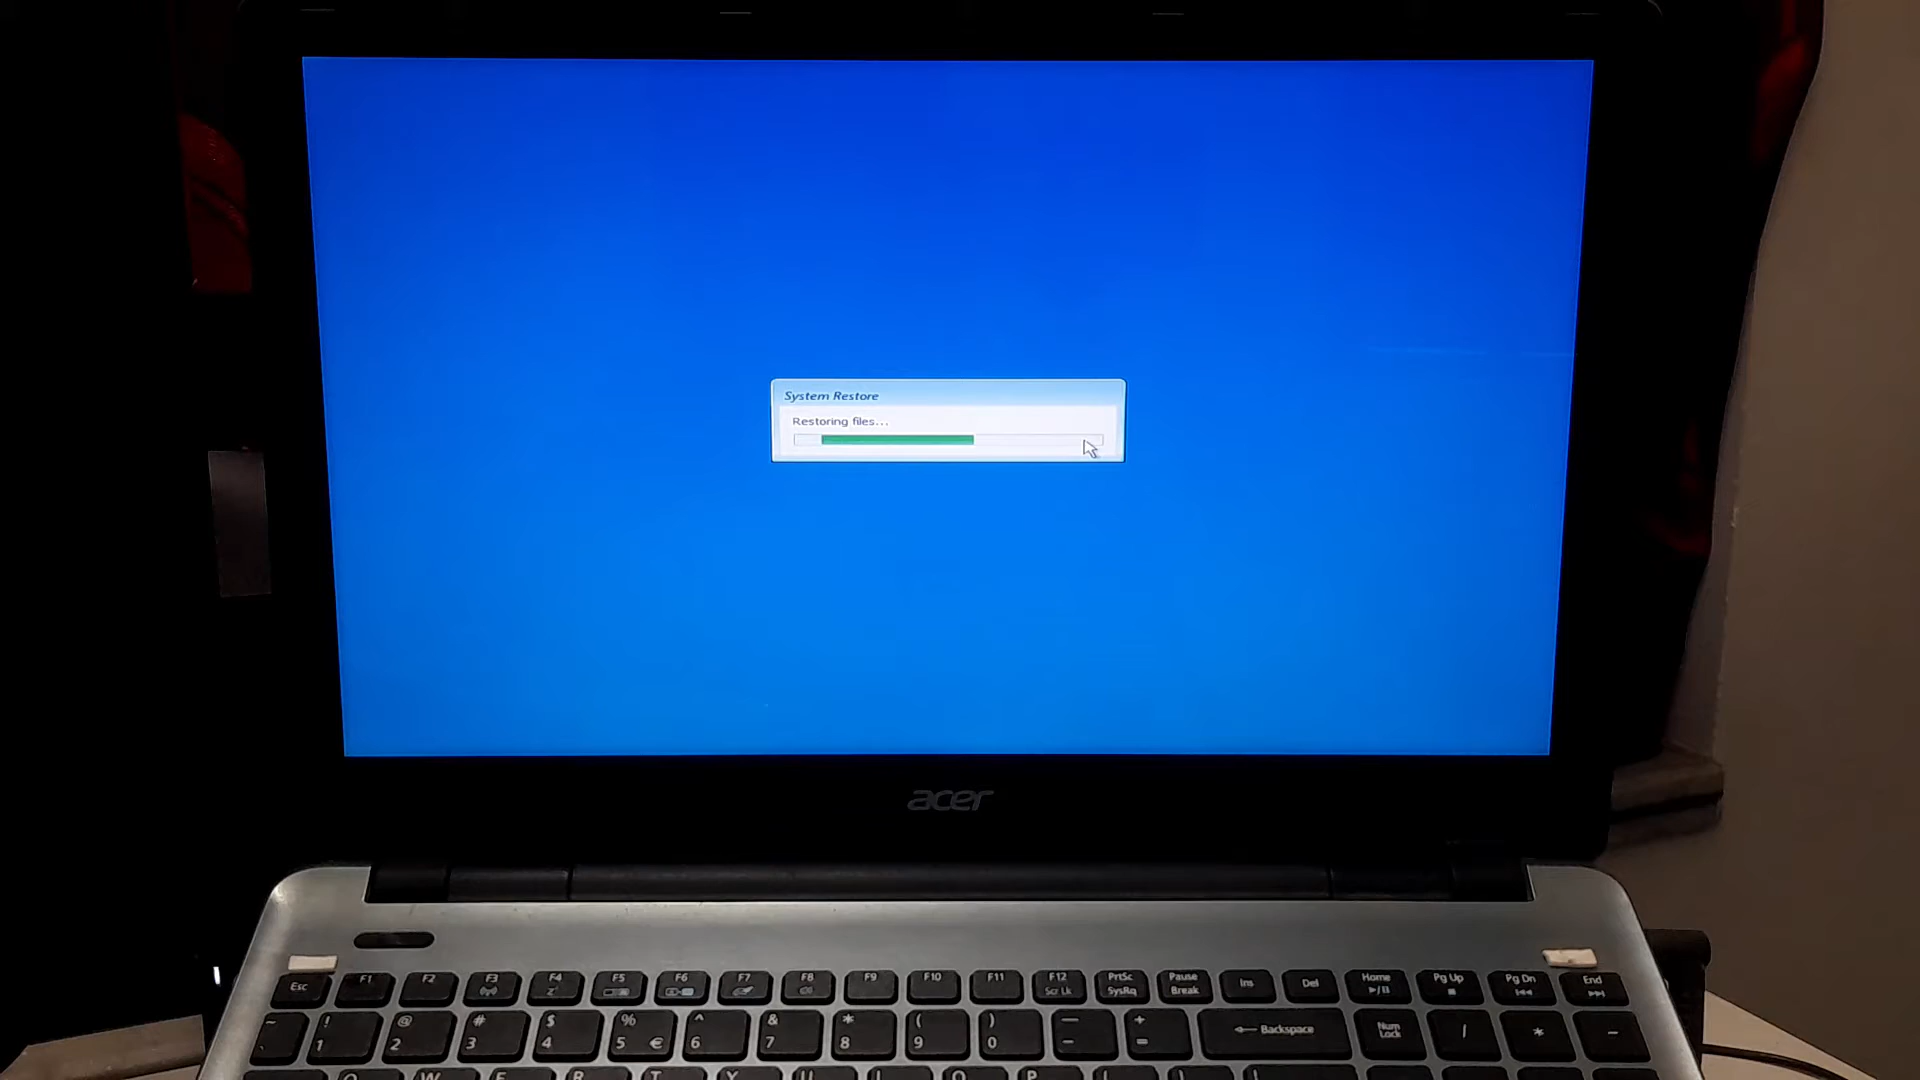 System Restore
Restoring files...
acer
Esc F1 F2 F3 F4 F5 F6 F7 F8 F9 F10 F11 F12 Scr Lk PrtSc SysRq Pause Break Ins Del Home Pg Up Pg Dn End
~ ! 1 @ 2 # 3 $ 4 % 5 € ^ 6 & 7 * 8 ( 9 ) 0 — - + = ← Backspace Num Lock / * -
Q W E R T Y U I O P